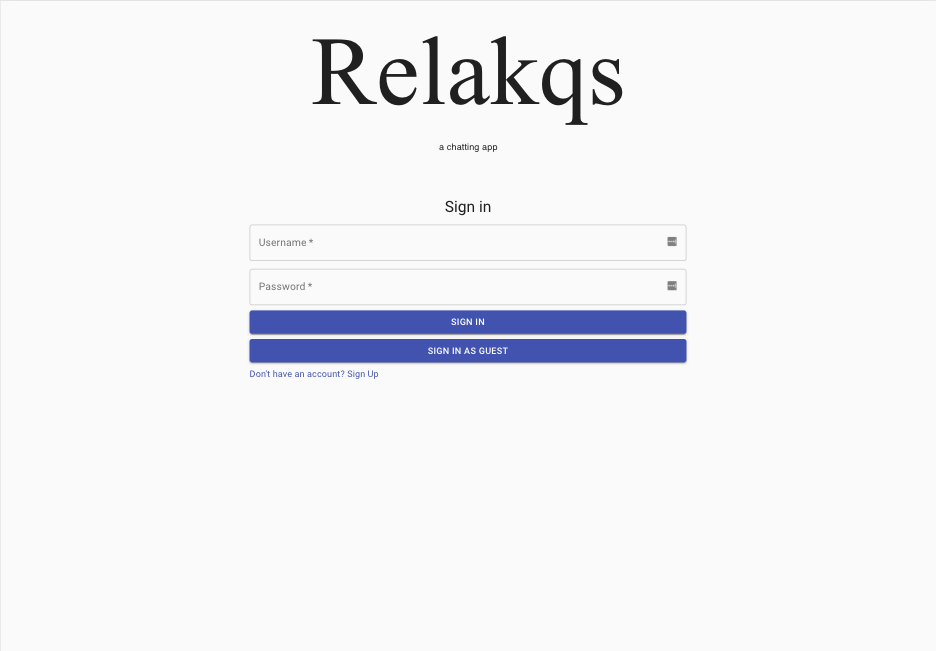 Relakqs
a chatting app
Sign in
Username *
Password *
SIGN IN
SIGN IN AS GUEST
Don't have an account? Sign Up